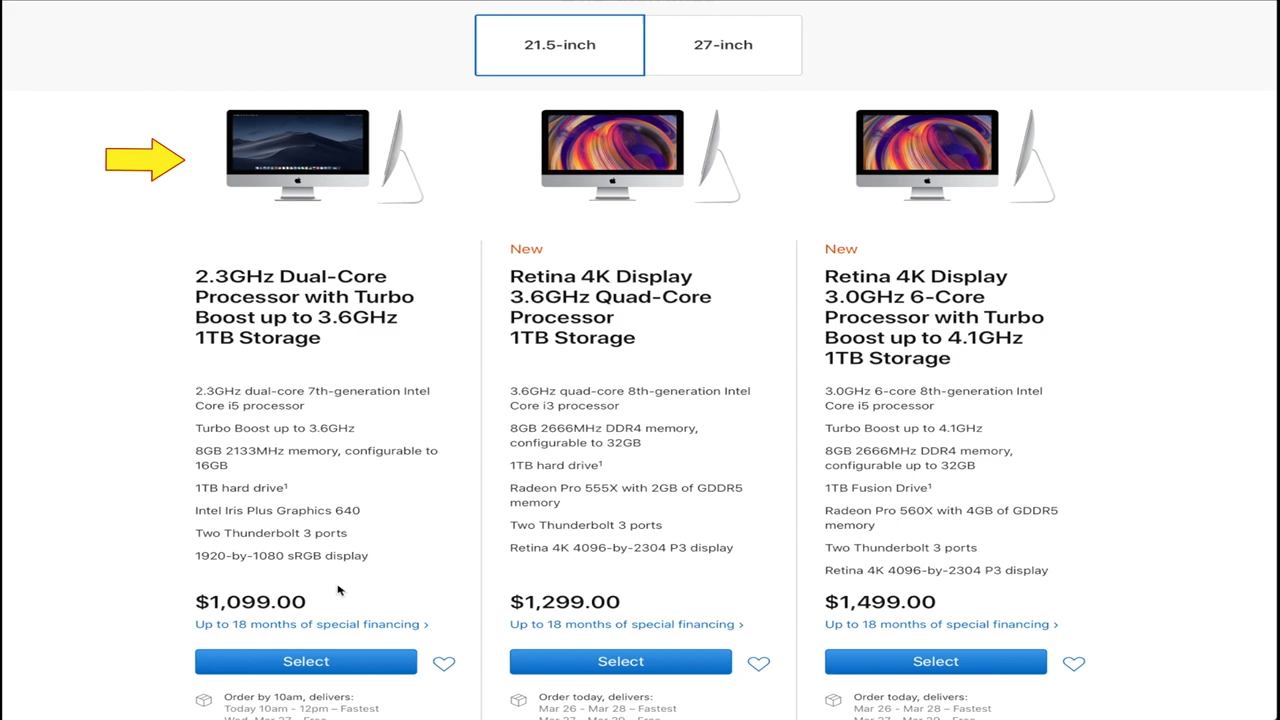 21.5-inch
27-inch
2.3GHz Dual-Core
Processor with Turbo
Boost up to 3.6GHz
1TB Storage
2.3GHz dual-core 7th-generation Intel
Core i5 processor
Turbo Boost up to 3.6GHz
8GB 2133MHz memory, configurable to
16GB
1TB hard drive¹
Intel Iris Plus Graphics 640
Two Thunderbolt 3 ports
1920-by-1080 sRGB display
$1,099.00
Up to 18 months of special financing ›
Select
Order by 10am, delivers:
Today 10am - 12pm – Fastest
Wed, Mar 27 – Free
New
Retina 4K Display
3.6GHz Quad-Core
Processor
1TB Storage
3.6GHz quad-core 8th-generation Intel
Core i3 processor
8GB 2666MHz DDR4 memory,
configurable to 32GB
1TB hard drive¹
Radeon Pro 555X with 2GB of GDDR5
memory
Two Thunderbolt 3 ports
Retina 4K 4096-by-2304 P3 display
$1,299.00
Up to 18 months of special financing ›
Select
Order today, delivers:
Mar 26 - Mar 28 – Fastest
New
Retina 4K Display
3.0GHz 6-Core
Processor with Turbo
Boost up to 4.1GHz
1TB Storage
3.0GHz 6-core 8th-generation Intel
Core i5 processor
Turbo Boost up to 4.1GHz
8GB 2666MHz DDR4 memory,
configurable up to 32GB
1TB Fusion Drive¹
Radeon Pro 560X with 4GB of GDDR5
memory
Two Thunderbolt 3 ports
Retina 4K 4096-by-2304 P3 display
$1,499.00
Up to 18 months of special financing ›
Select
Order today, delivers:
Mar 26 - Mar 28 – Fastest